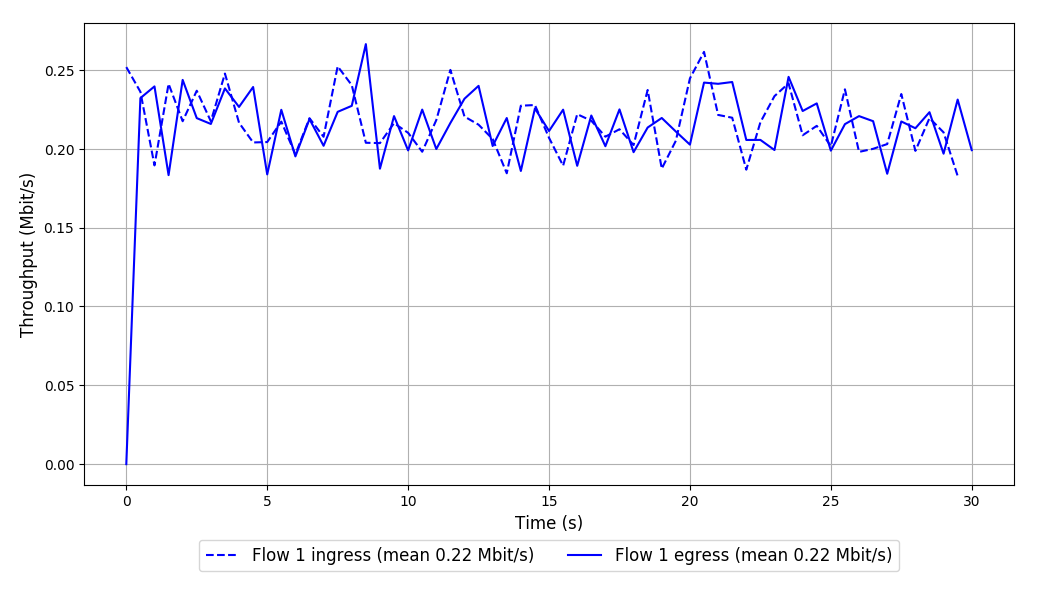 0.25
0.20
0.15
0.10
0.05
0.00
Throughput (Mbit/s)
0 5 10 15 20 25 30
Time (s)
Flow 1 ingress (mean 0.22 Mbit/s) Flow 1 egress (mean 0.22 Mbit/s)